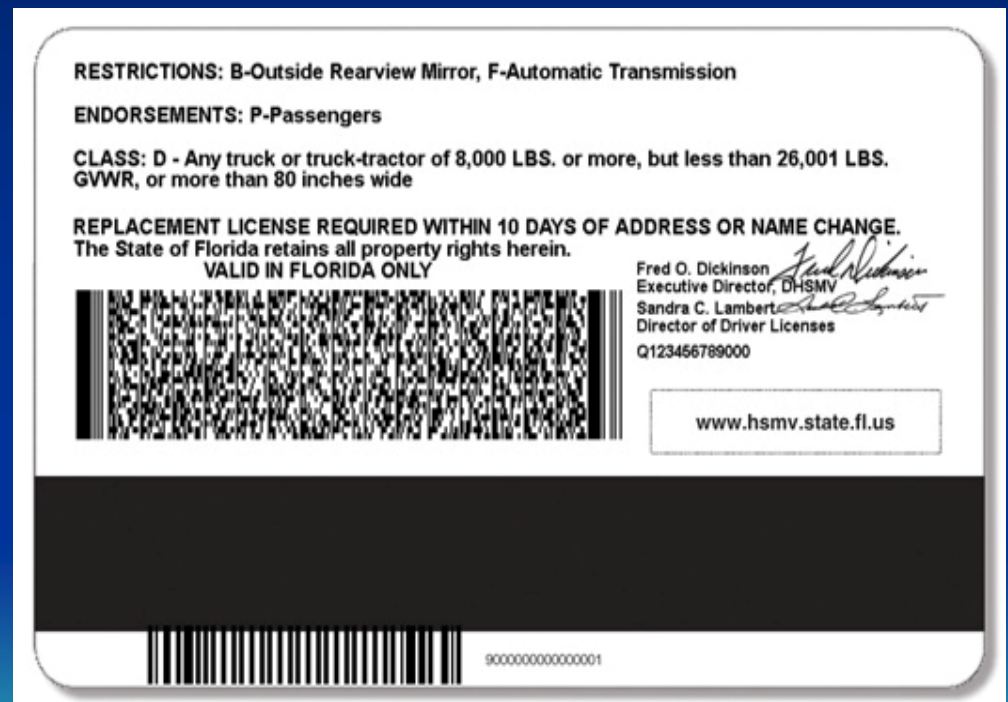 RESTRICTIONS: B-Outside Rearview Mirror, F-Automatic Transmission
ENDORSEMENTS: P-Passengers
CLASS: D - Any truck or truck-tractor of 8,000 LBS. or more, but less than 26,001 LBS.
GVWR, or more than 80 inches wide
REPLACEMENT LICENSE REQUIRED WITHIN 10 DAYS OF ADDRESS OR NAME CHANGE.
The State of Florida retains all property rights herein.
VALID IN FLORIDA ONLY
Fred O. Dickinson
Executive Director, DHSMV
Sandra C. Lambert
Director of Driver Licenses
Q123456789000
www.hsmv.state.fl.us
9000000000000001